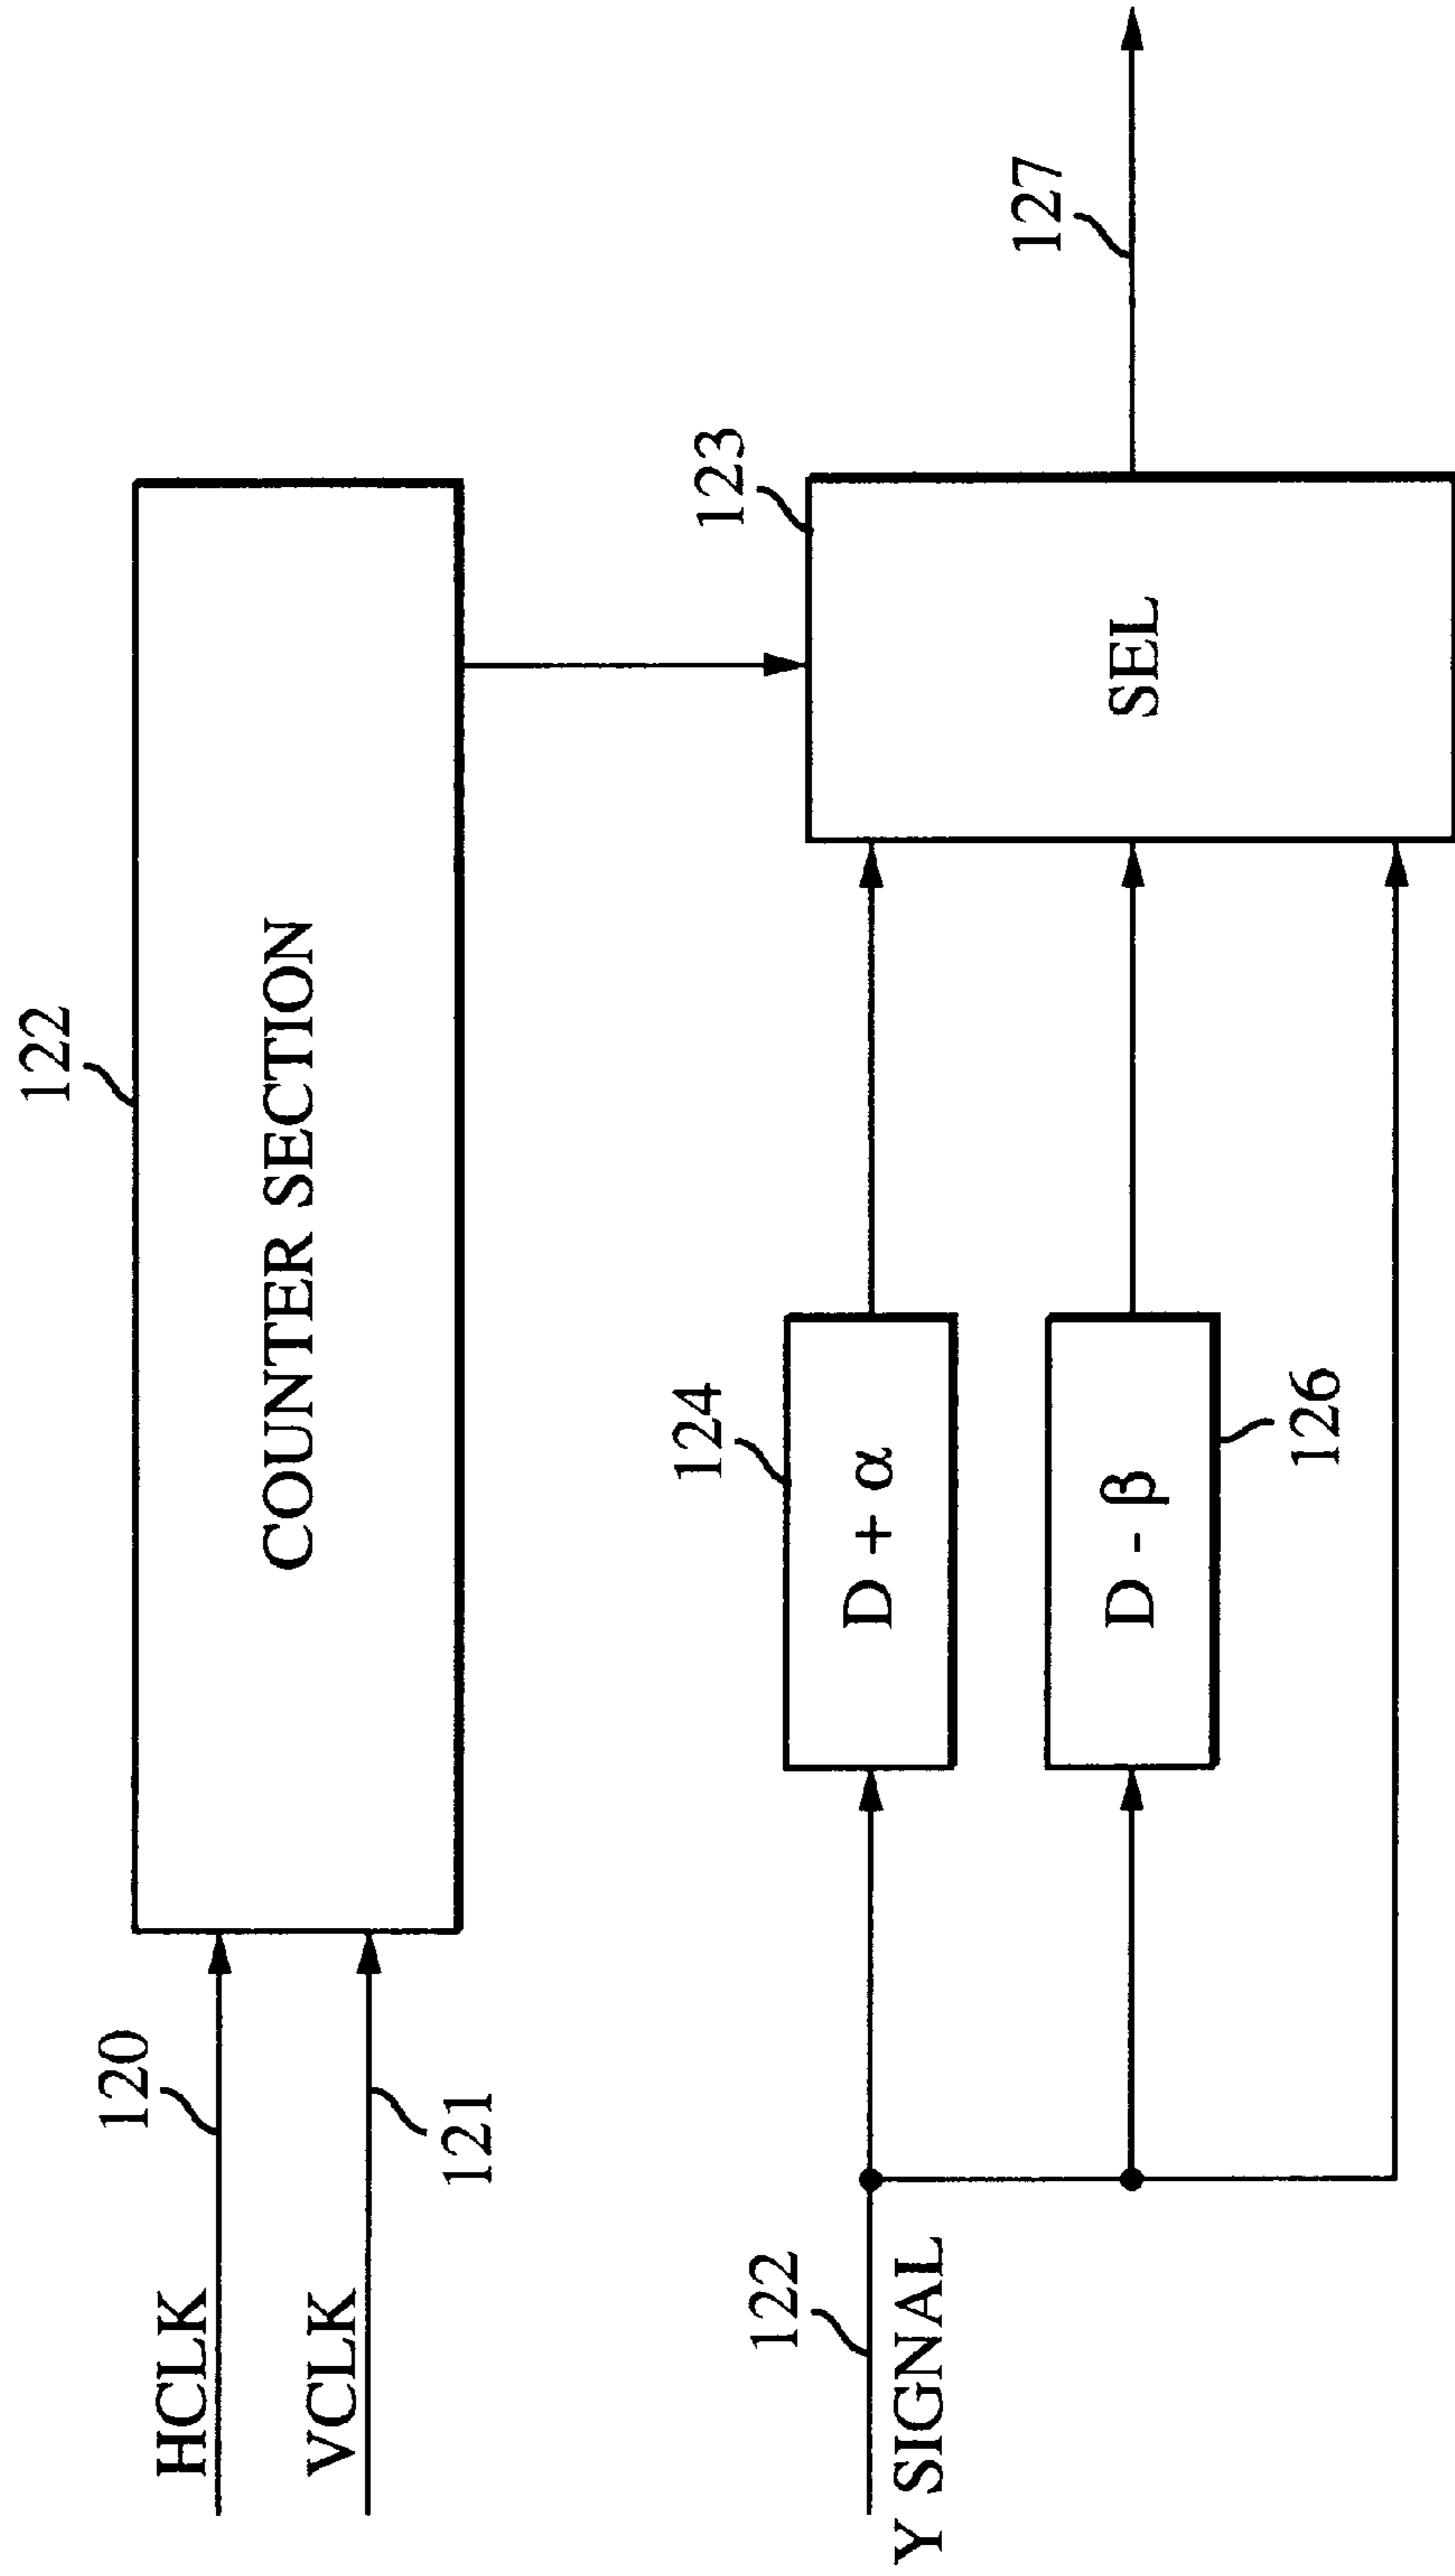 122
COUNTER SECTION
HCLK
120
VCLK
121
123
SEL
127
124
D + α
D - β
126
122
Y SIGNAL